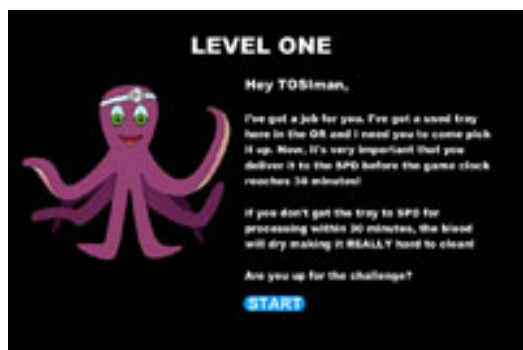 LEVEL ONE
Hey TOSIman,
I've got a job for you. I've got a used tray
here in the OR and I need you to come pick
it up. Now, it's very important that you
deliver it to the SPD before the game clock
reaches 30 minutes!
If you don't get the tray to SPD for
processing within 30 minutes, the blood
will dry making it REALLY hard to clean!
Are you up for the challenge?
START